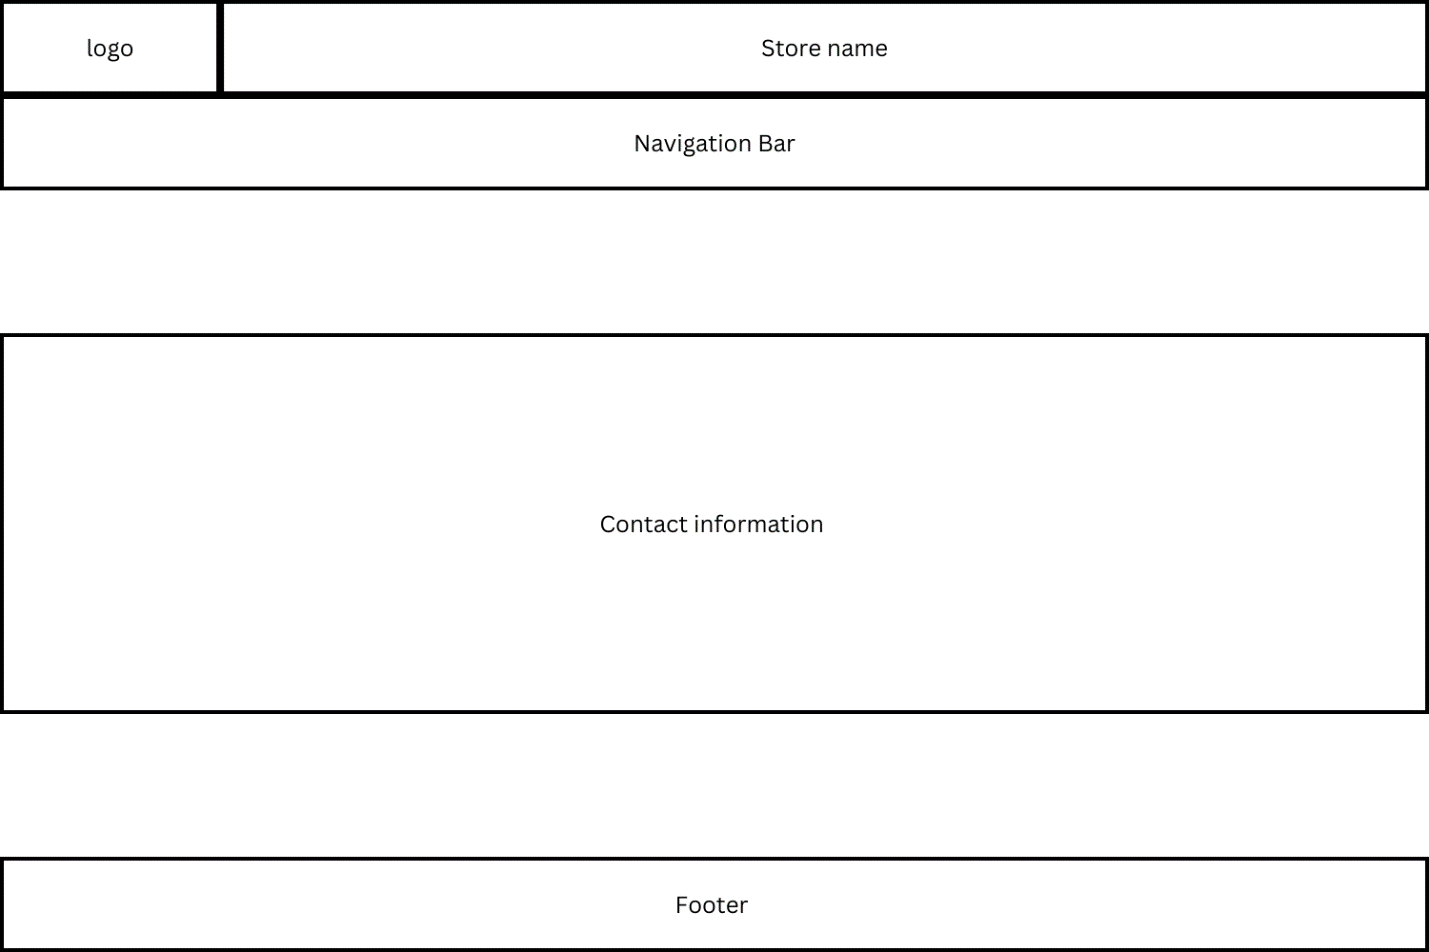 logo
Store name
Navigation Bar
Contact information
Footer